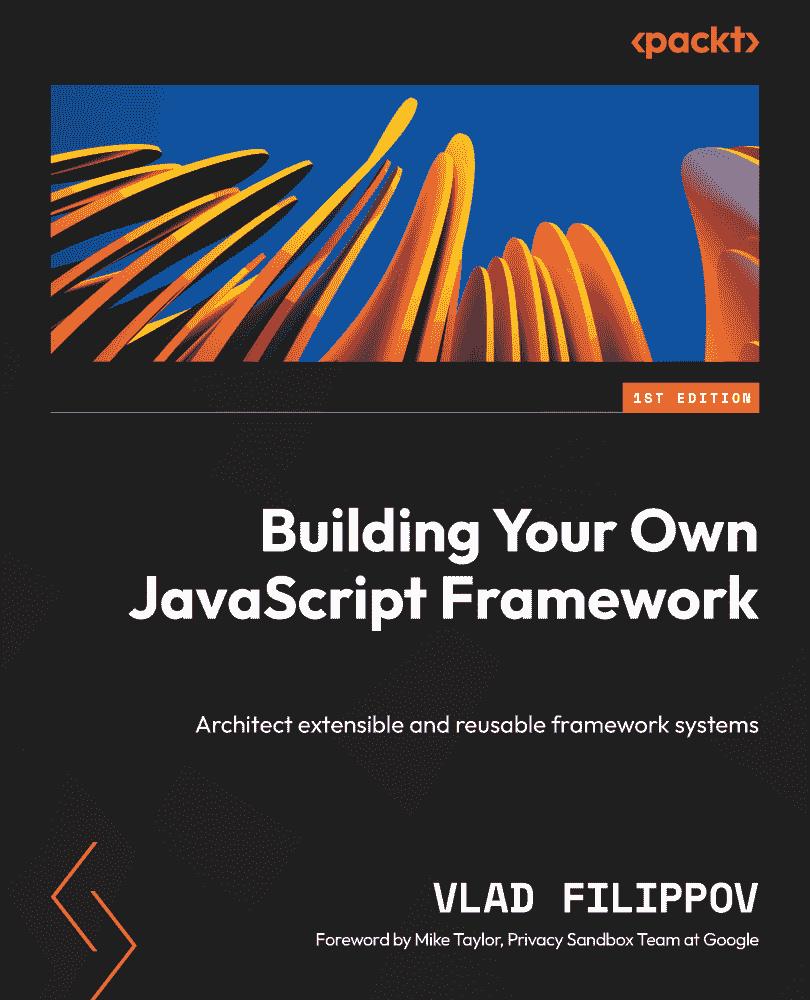 <packt>
1ST EDITION
Building Your Own
JavaScript Framework
Architect extensible and reusable framework systems
VLAD FILIPPOV
Foreword by Mike Taylor, Privacy Sandbox Team at Google